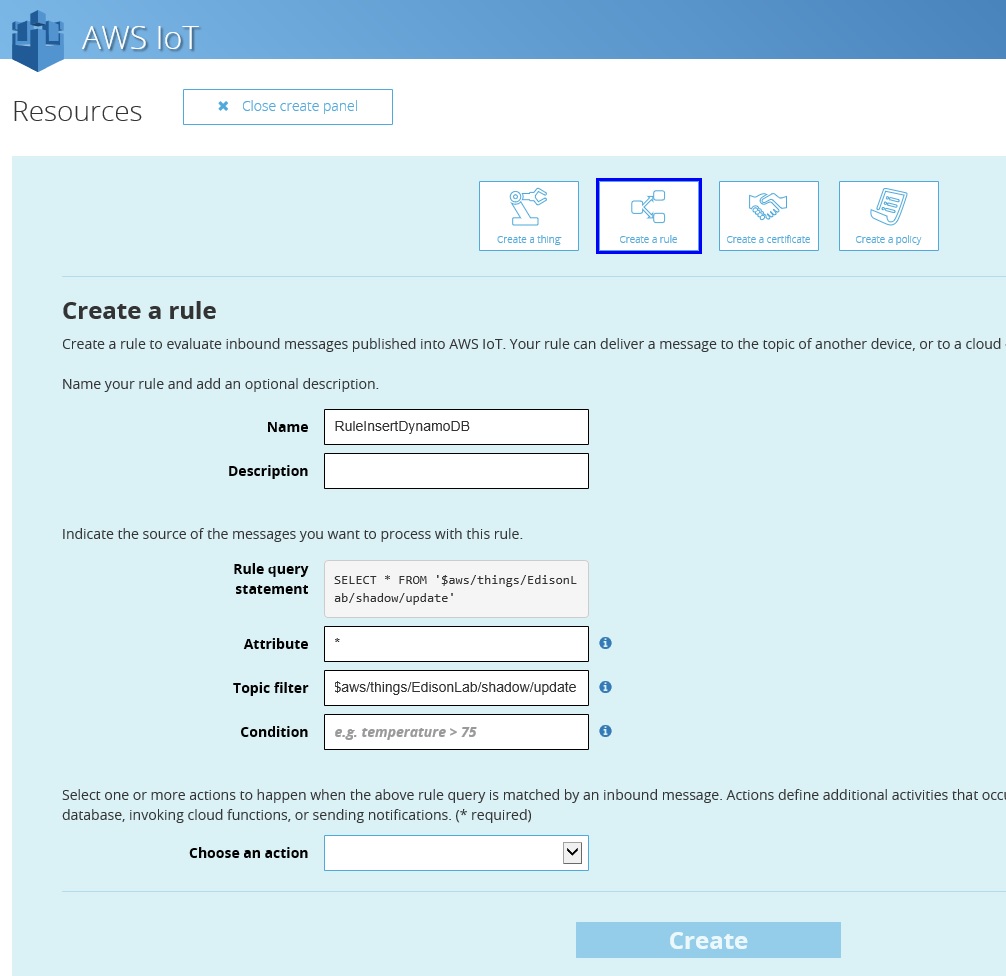 AWS IoT
Resources
✖ Close create panel
Create a thing
Create a rule
Create a certificate
Create a policy
Create a rule
Create a rule to evaluate inbound messages published into AWS IoT. Your rule can deliver a message to the topic of another device, or to a cloud
Name your rule and add an optional description.
Name RuleInsertDynamoDB
Description
Indicate the source of the messages you want to process with this rule.
Rule query
statement
SELECT * FROM '$aws/things/EdisonL
ab/shadow/update'
Attribute *
Topic filter $aws/things/EdisonLab/shadow/update
Condition e.g. temperature > 75
Select one or more actions to happen when the above rule query is matched by an inbound message. Actions define additional activities that occu
database, invoking cloud functions, or sending notifications. (* required)
Choose an action
Create